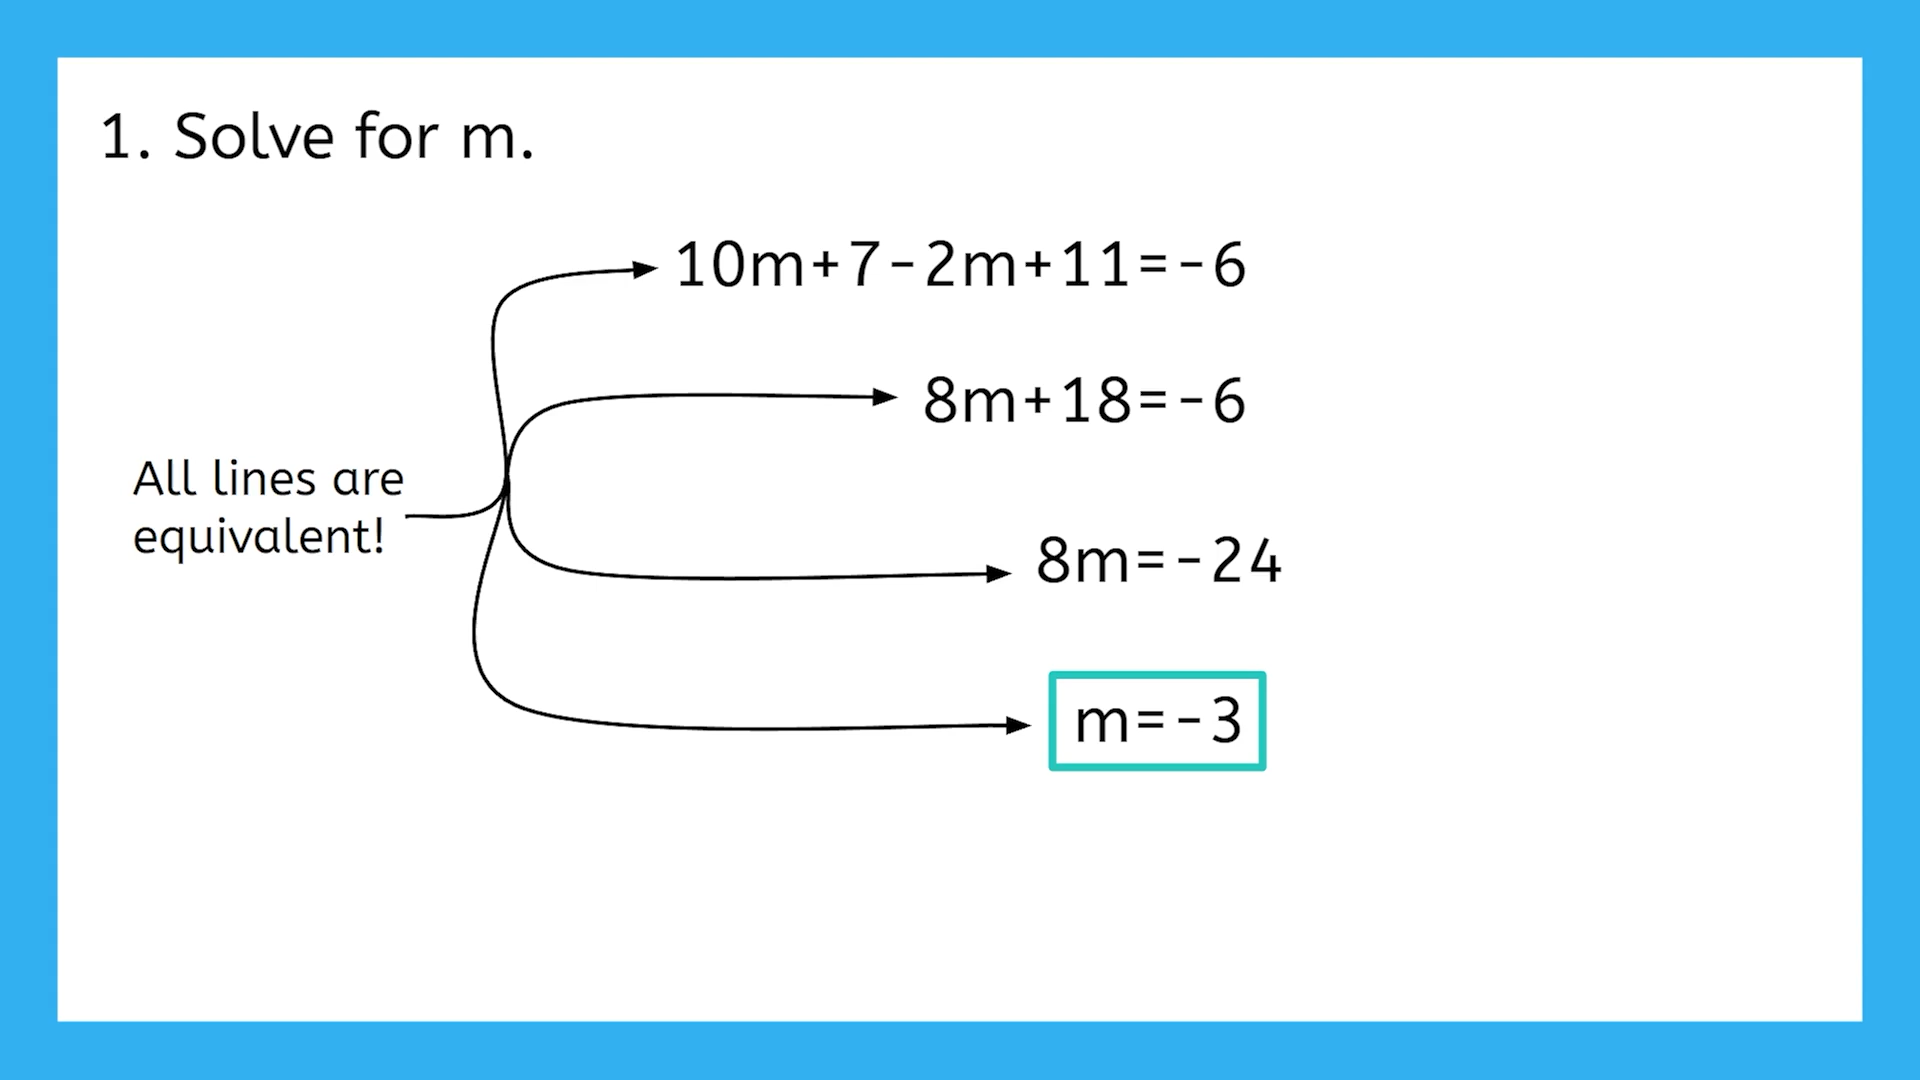 1. Solve for m.
10m+7-2m+11=-6
8m+18=-6
All lines are
equivalent!
8m=-24
m=-3